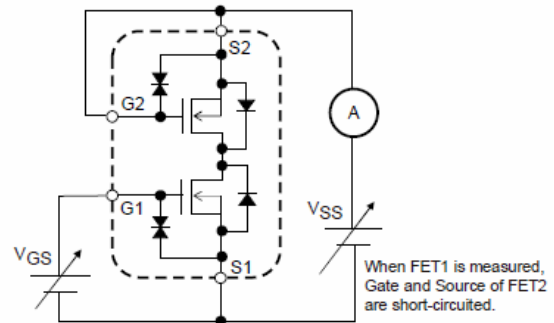 S2
G2
A
G1
VGS
S1
VSS
When FET1 is measured,
Gate and Source of FET2
are short-circuited.